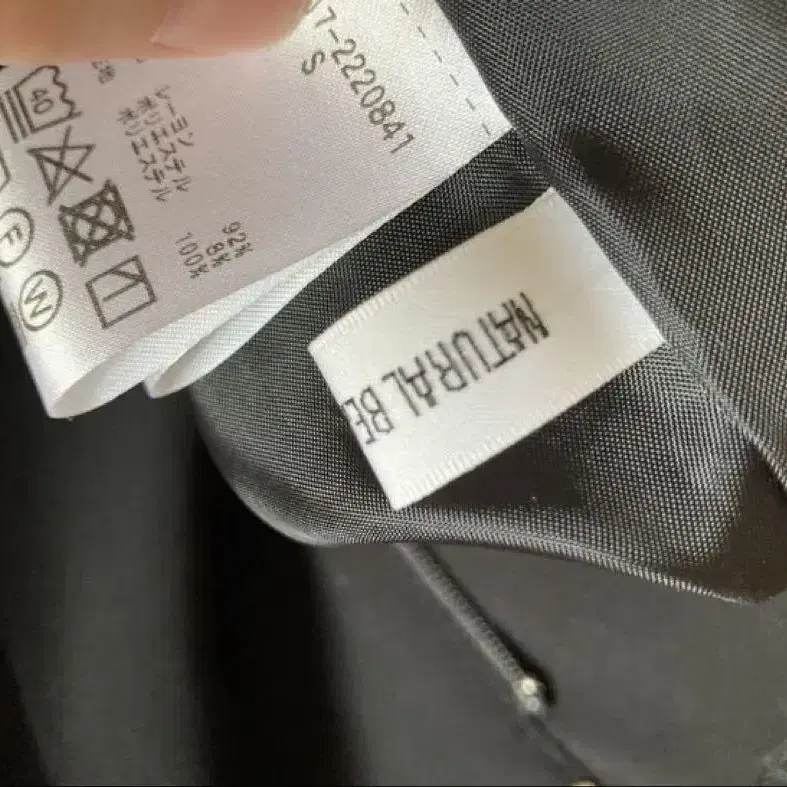 17-2220841
S
レーヨン 92%
ポリエステル 8%
ポリエステル 100%
40
F
W
NATURAL BE